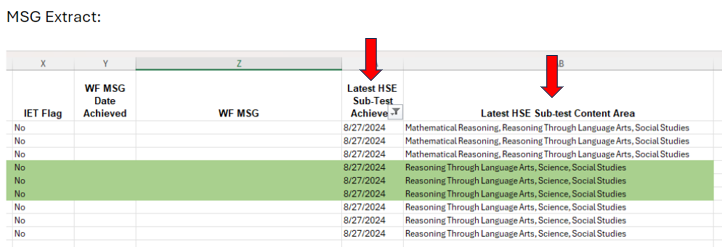 MSG Extract:
X Y Z AB
IET Flag WF MSG Date Achieved WF MSG Latest HSE Sub-Test Achieve Latest HSE Sub-test Content Area
No 8/27/2024 Mathematical Reasoning, Reasoning Through Language Arts, Social Studies
No 8/27/2024 Mathematical Reasoning, Reasoning Through Language Arts, Social Studies
No 8/27/2024 Mathematical Reasoning, Reasoning Through Language Arts, Social Studies
No 8/27/2024 Reasoning Through Language Arts, Science, Social Studies
No 8/27/2024 Reasoning Through Language Arts, Science, Social Studies
No 8/27/2024 Reasoning Through Language Arts, Science, Social Studies
No 8/27/2024 Reasoning Through Language Arts, Science, Social Studies
No 8/27/2024 Reasoning Through Language Arts, Science, Social Studies
No 8/27/2024 Reasoning Through Language Arts, Science, Social Studies